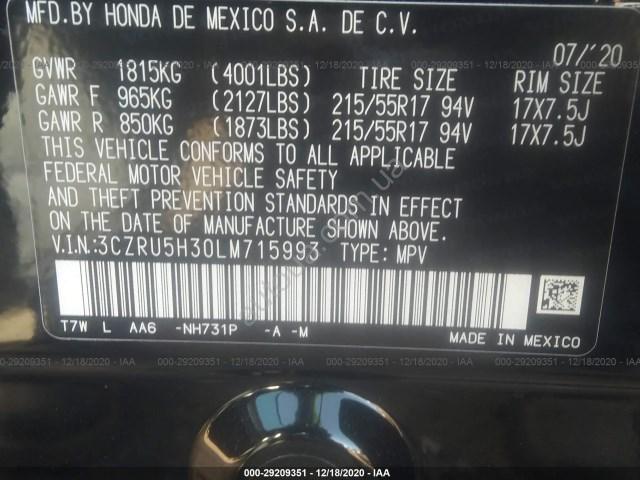 MFD.BY HONDA DE MEXICO S.A. DE C.V.
07/'20
GVWR 1815KG (4001LBS) TIRE SIZE RIM SIZE
GAWR F 965KG (2127LBS) 215/55R17 94V 17X7.5J
GAWR R 850KG (1873LBS) 215/55R17 94V 17X7.5J
THIS VEHICLE CONFORMS TO ALL APPLICABLE
FEDERAL MOTOR VEHICLE SAFETY
AND THEFT PREVENTION STANDARDS IN EFFECT
ON THE DATE OF MANUFACTURE SHOWN ABOVE.
V.I.N.:3CZRU5H30LM715993 TYPE: MPV
T7W L AA6 -NH731P -A -M
MADE IN MEXICO
000-29209351 / 12/18/2020 - IAA